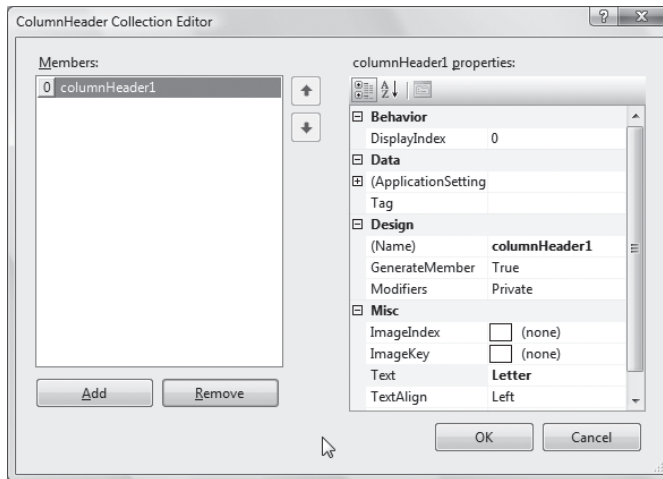 ColumnHeader Collection Editor
Members:
0 columnHeader1
Add
Remove
columnHeader1 properties:
Behavior
DisplayIndex 0
Data
(ApplicationSetting
Tag
Design
(Name) columnHeader1
GenerateMember True
Modifiers Private
Misc
ImageIndex (none)
ImageKey (none)
Text Letter
TextAlign Left
OK
Cancel